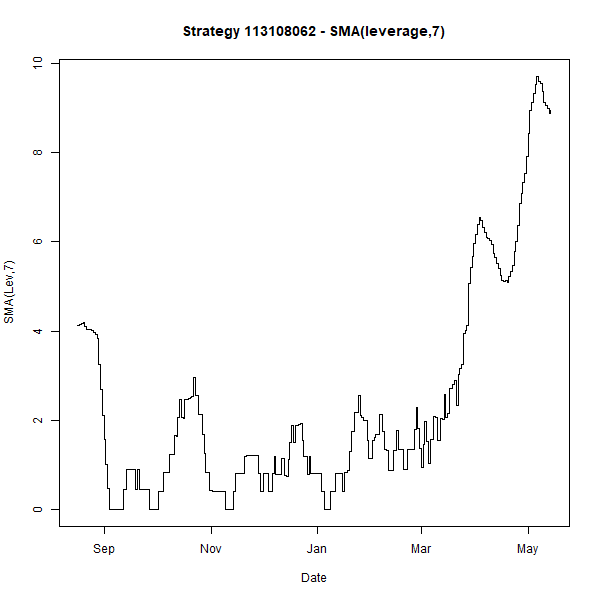 Strategy 113108062 - SMA(leverage,7)
SMA(Lev,7)
10
8
6
4
2
0
Sep
Nov
Jan
Mar
May
Date